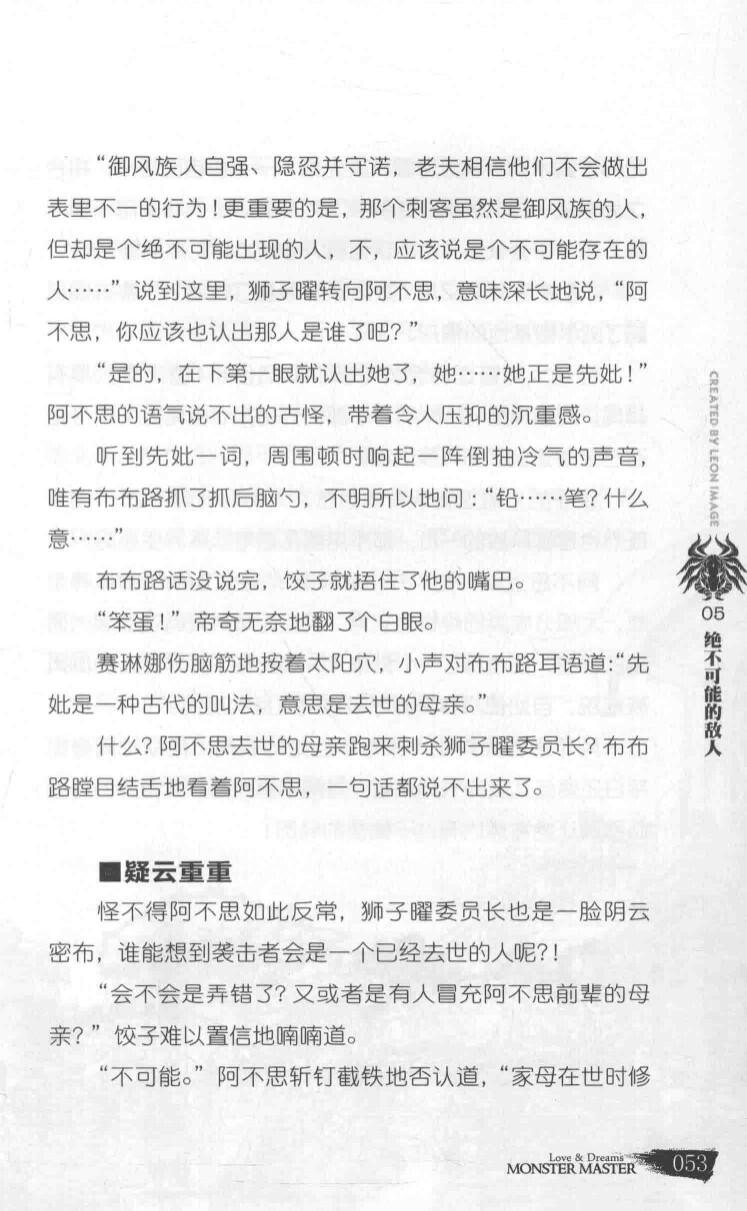 “御风族人自强、隐忍并守诺，老夫相信他们不会做出
表里不一的行为！更重要的是，那个刺客虽然是御风族的人，
但却是个绝不可能出现的人，不，应该说是个不可能存在的
人……”说到这里，狮子曜转向阿不思，意味深长地说，“阿
不思，你应该也认出那人是谁了吧？”
“是的，在下第一眼就认出她了，她……她正是先妣！”
阿不思的语气说不出的古怪，带着令人压抑的沉重感。
听到先妣一词，周围顿时响起一阵倒抽冷气的声音，
唯有布布路抓了抓后脑勺，不明所以地问：“铅……笔？什么
意……”
布布路话没说完，饺子就捂住了他的嘴巴。
“笨蛋！”帝奇无奈地翻了个白眼。
赛琳娜伤脑筋地按着太阳穴，小声对布布路耳语道：“先
妣是一种古代的叫法，意思是去世的母亲。”
什么？阿不思去世的母亲跑来刺杀狮子曜委员长？布布
路瞠目结舌地看着阿不思，一句话都说不出来了。
■疑云重重
怪不得阿不思如此反常，狮子曜委员长也是一脸阴云
密布，谁能想到袭击者会是一个已经去世的人呢？！
“会不会是弄错了？又或者是有人冒充阿不思前辈的母
亲？”饺子难以置信地喃喃道。
“不可能。”阿不思斩钉截铁地否认道，“家母在世时修
CREATED BY LEON IMAGE
05
绝不可能的敌人
Love & Dreams
MONSTER MASTER
053